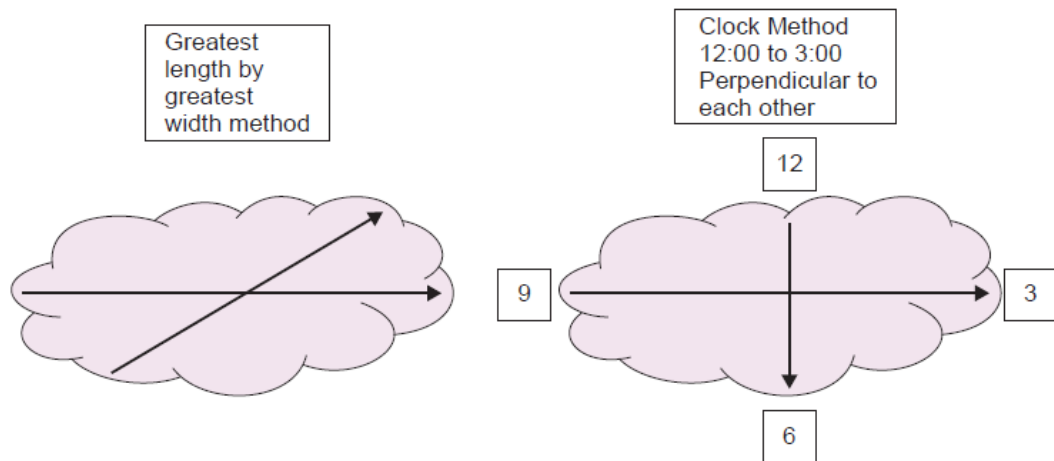 Greatest
length by
greatest
width method
Clock Method
12:00 to 3:00
Perpendicular to
each other
12
9
3
6